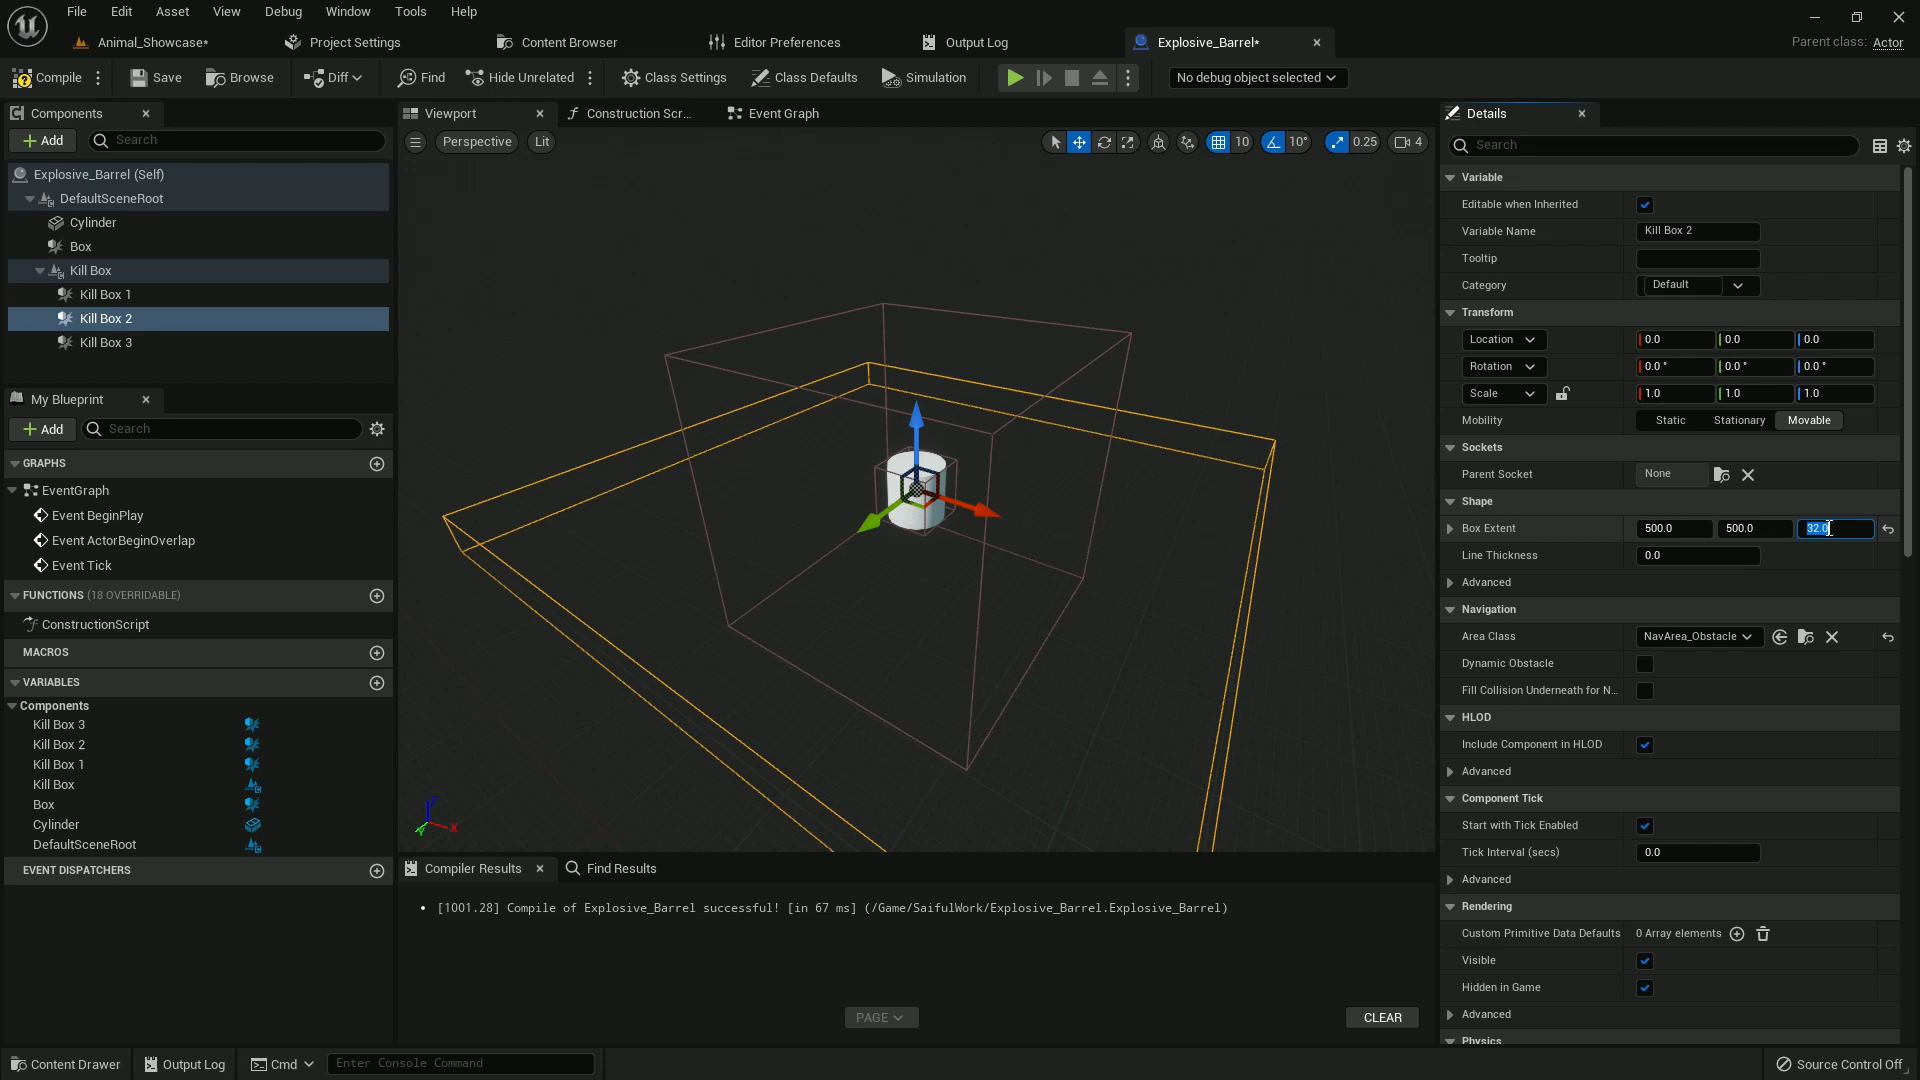 File Edit Asset View Debug Window Tools Help
Animal_Showcase* Project Settings Content Browser Editor Preferences Output Log Explosive_Barrel*
Parent class: Actor
Compile Save Browse Diff Find Hide Unrelated Class Settings Class Defaults Simulation No debug object selected
Components
Add Search
Explosive_Barrel (Self)
DefaultSceneRoot
Cylinder
Box
Kill Box
Kill Box 1
Kill Box 2
Kill Box 3
My Blueprint
Add Search
GRAPHS
EventGraph
Event BeginPlay
Event ActorBeginOverlap
Event Tick
FUNCTIONS (18 OVERRIDABLE)
ConstructionScript
MACROS
VARIABLES
Components
Kill Box 3
Kill Box 2
Kill Box 1
Kill Box
Box
Cylinder
DefaultSceneRoot
EVENT DISPATCHERS
Viewport Construction Scr... Event Graph
Perspective Lit 10 10° 0.25 4
Z
X
Y
Compiler Results Find Results
[1001.28] Compile of Explosive_Barrel successful! [in 67 ms] (/Game/SaifulWork/Explosive_Barrel.Explosive_Barrel)
PAGE CLEAR
Details
Search
Variable
Editable when Inherited
Variable Name Kill Box 2
Tooltip
Category Default
Transform
Location 0.0 0.0 0.0
Rotation 0.0 ° 0.0 ° 0.0 °
Scale 1.0 1.0 1.0
Mobility Static Stationary Movable
Sockets
Parent Socket None
Shape
Box Extent 500.0 500.0 32.0
Line Thickness 0.0
Advanced
Navigation
Area Class NavArea_Obstacle
Dynamic Obstacle
Fill Collision Underneath for N...
HLOD
Include Component in HLOD
Advanced
Component Tick
Start with Tick Enabled
Tick Interval (secs) 0.0
Advanced
Rendering
Custom Primitive Data Defaults 0 Array elements
Visible
Hidden in Game
Advanced
Physics
Content Drawer Output Log Cmd Enter Console Command Source Control Off